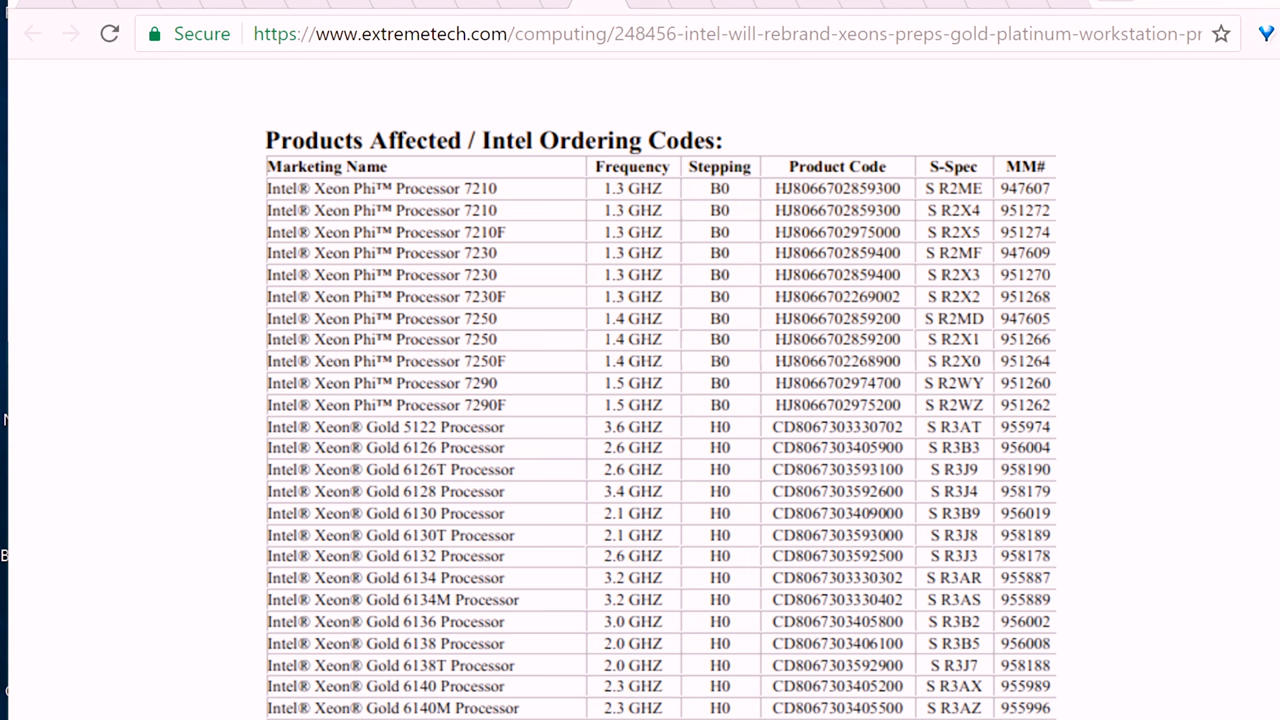 Secure https://www.extremetech.com/computing/248456-intel-will-rebrand-xeons-preps-gold-platinum-workstation-pr
Products Affected / Intel Ordering Codes:
Marketing Name Frequency Stepping Product Code S-Spec MM#
Intel® Xeon Phi™ Processor 7210 1.3 GHZ B0 HJ8066702859300 S R2ME 947607
Intel® Xeon Phi™ Processor 7210 1.3 GHZ B0 HJ8066702859300 S R2X4 951272
Intel® Xeon Phi™ Processor 7210F 1.3 GHZ B0 HJ8066702975000 S R2X5 951274
Intel® Xeon Phi™ Processor 7230 1.3 GHZ B0 HJ8066702859400 S R2MF 947609
Intel® Xeon Phi™ Processor 7230 1.3 GHZ B0 HJ8066702859400 S R2X3 951270
Intel® Xeon Phi™ Processor 7230F 1.3 GHZ B0 HJ8066702269002 S R2X2 951268
Intel® Xeon Phi™ Processor 7250 1.4 GHZ B0 HJ8066702859200 S R2MD 947605
Intel® Xeon Phi™ Processor 7250 1.4 GHZ B0 HJ8066702859200 S R2X1 951266
Intel® Xeon Phi™ Processor 7250F 1.4 GHZ B0 HJ8066702268900 S R2X0 951264
Intel® Xeon Phi™ Processor 7290 1.5 GHZ B0 HJ8066702974700 S R2WY 951260
Intel® Xeon Phi™ Processor 7290F 1.5 GHZ B0 HJ8066702975200 S R2WZ 951262
Intel® Xeon® Gold 5122 Processor 3.6 GHZ H0 CD8067303330702 S R3AT 955974
Intel® Xeon® Gold 6126 Processor 2.6 GHZ H0 CD8067303405900 S R3B3 956004
Intel® Xeon® Gold 6126T Processor 2.6 GHZ H0 CD8067303593100 S R3J9 958190
Intel® Xeon® Gold 6128 Processor 3.4 GHZ H0 CD8067303592600 S R3J4 958179
Intel® Xeon® Gold 6130 Processor 2.1 GHZ H0 CD8067303409000 S R3B9 956019
Intel® Xeon® Gold 6130T Processor 2.1 GHZ H0 CD8067303593000 S R3J8 958189
Intel® Xeon® Gold 6132 Processor 2.6 GHZ H0 CD8067303592500 S R3J3 958178
Intel® Xeon® Gold 6134 Processor 3.2 GHZ H0 CD8067303330302 S R3AR 955887
Intel® Xeon® Gold 6134M Processor 3.2 GHZ H0 CD8067303330402 S R3AS 955889
Intel® Xeon® Gold 6136 Processor 3.0 GHZ H0 CD8067303405800 S R3B2 956002
Intel® Xeon® Gold 6138 Processor 2.0 GHZ H0 CD8067303406100 S R3B5 956008
Intel® Xeon® Gold 6138T Processor 2.0 GHZ H0 CD8067303592900 S R3J7 958188
Intel® Xeon® Gold 6140 Processor 2.3 GHZ H0 CD8067303405200 S R3AX 955989
Intel® Xeon® Gold 6140M Processor 2.3 GHZ H0 CD8067303405500 S R3AZ 955996